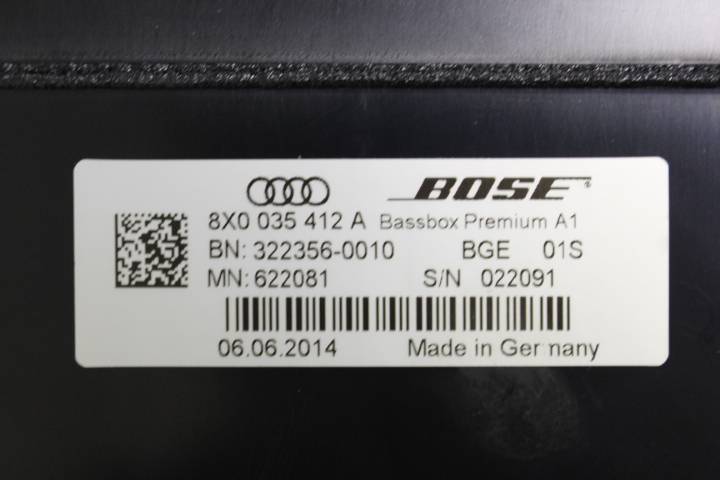 BOSE®
8X0 035 412 A Bassbox Premium A1
BN: 322356-0010 BGE 01S
MN: 622081 S/N 022091
06.06.2014 Made in Germany